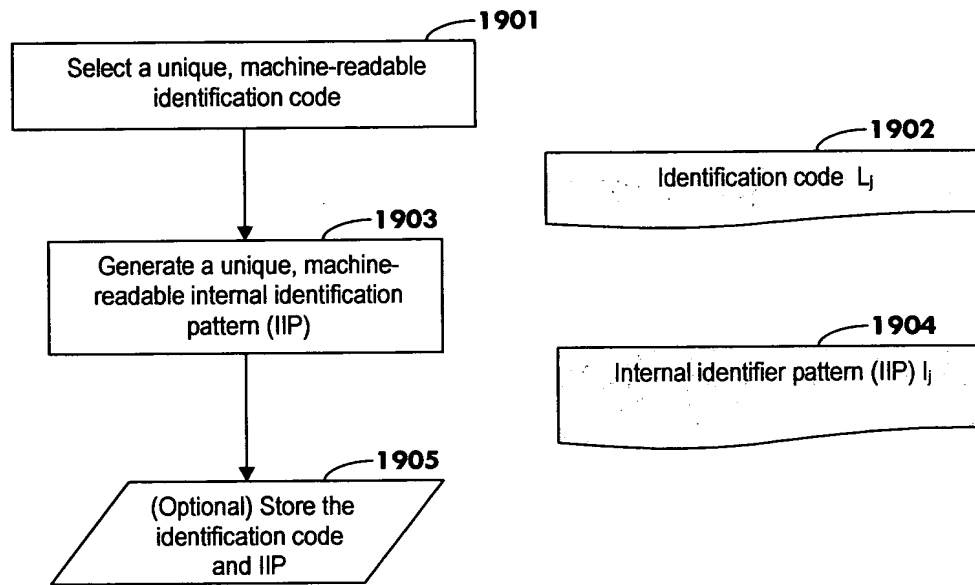 1901
Select a unique, machine-readable
identification code
1902
Identification code Lj
1903
Generate a unique, machine-
readable internal identification
pattern (IIP)
1904
Internal identifier pattern (IIP) Ij
1905
(Optional) Store the
identification code
and IIP